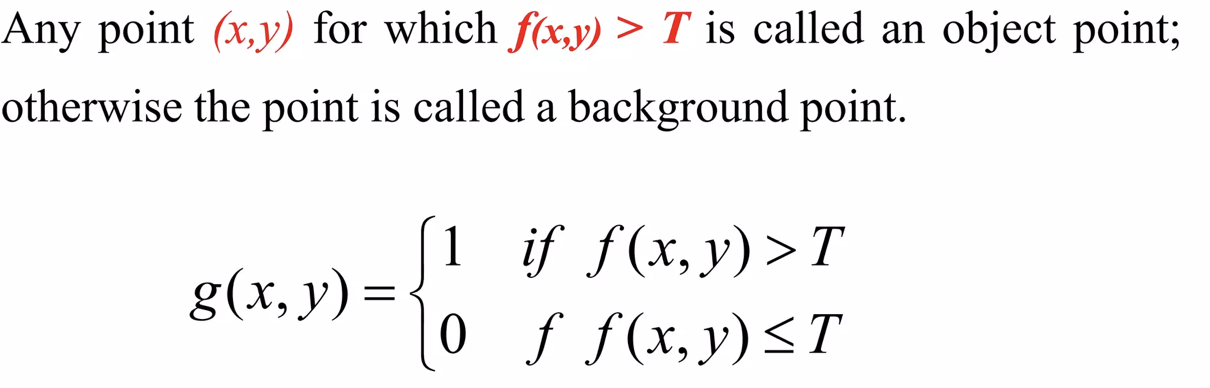 Any point (x,y) for which f(x,y) > T is called an object point;
otherwise the point is called a background point.
g(x, y) = { 1 if f(x, y) > T
0 f f(x, y) ≤ T